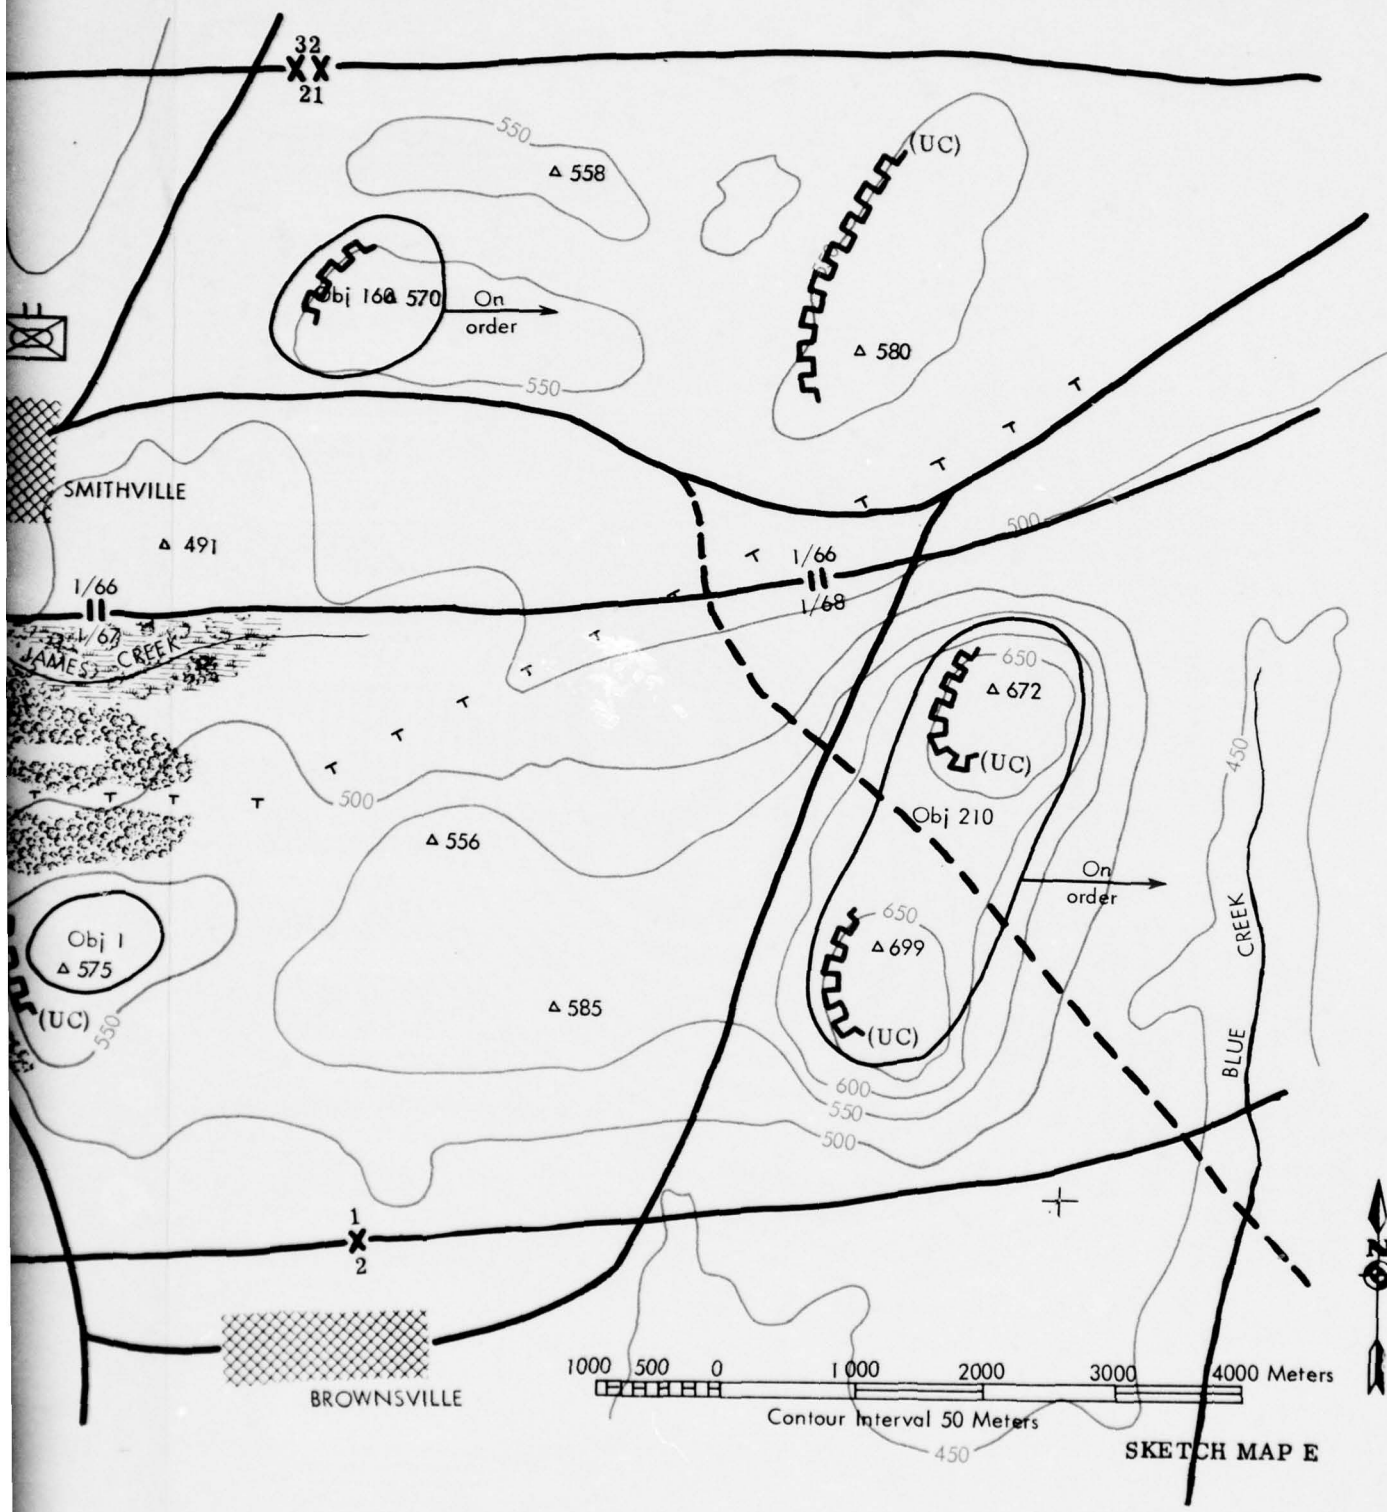 32
XX
21
550
(UC)
△ 558
550
Obj 160 △ 570
On
order
△ 580
550
SMITHVILLE
△ 491
500
1/66
1/68
1/66
1/67
JAMES CREEK
650
△ 672
(UC)
450
500
Obj 210
△ 556
On
order
650
△ 699
CREEK
Obj 1
△ 575
(UC)
550
△ 585
(UC)
BLUE
600
550
500
1
X
2
N
1000 500 0 1000 2000 3000 4000 Meters
BROWNSVILLE
Contour Interval 50 Meters
450
SKETCH MAP E